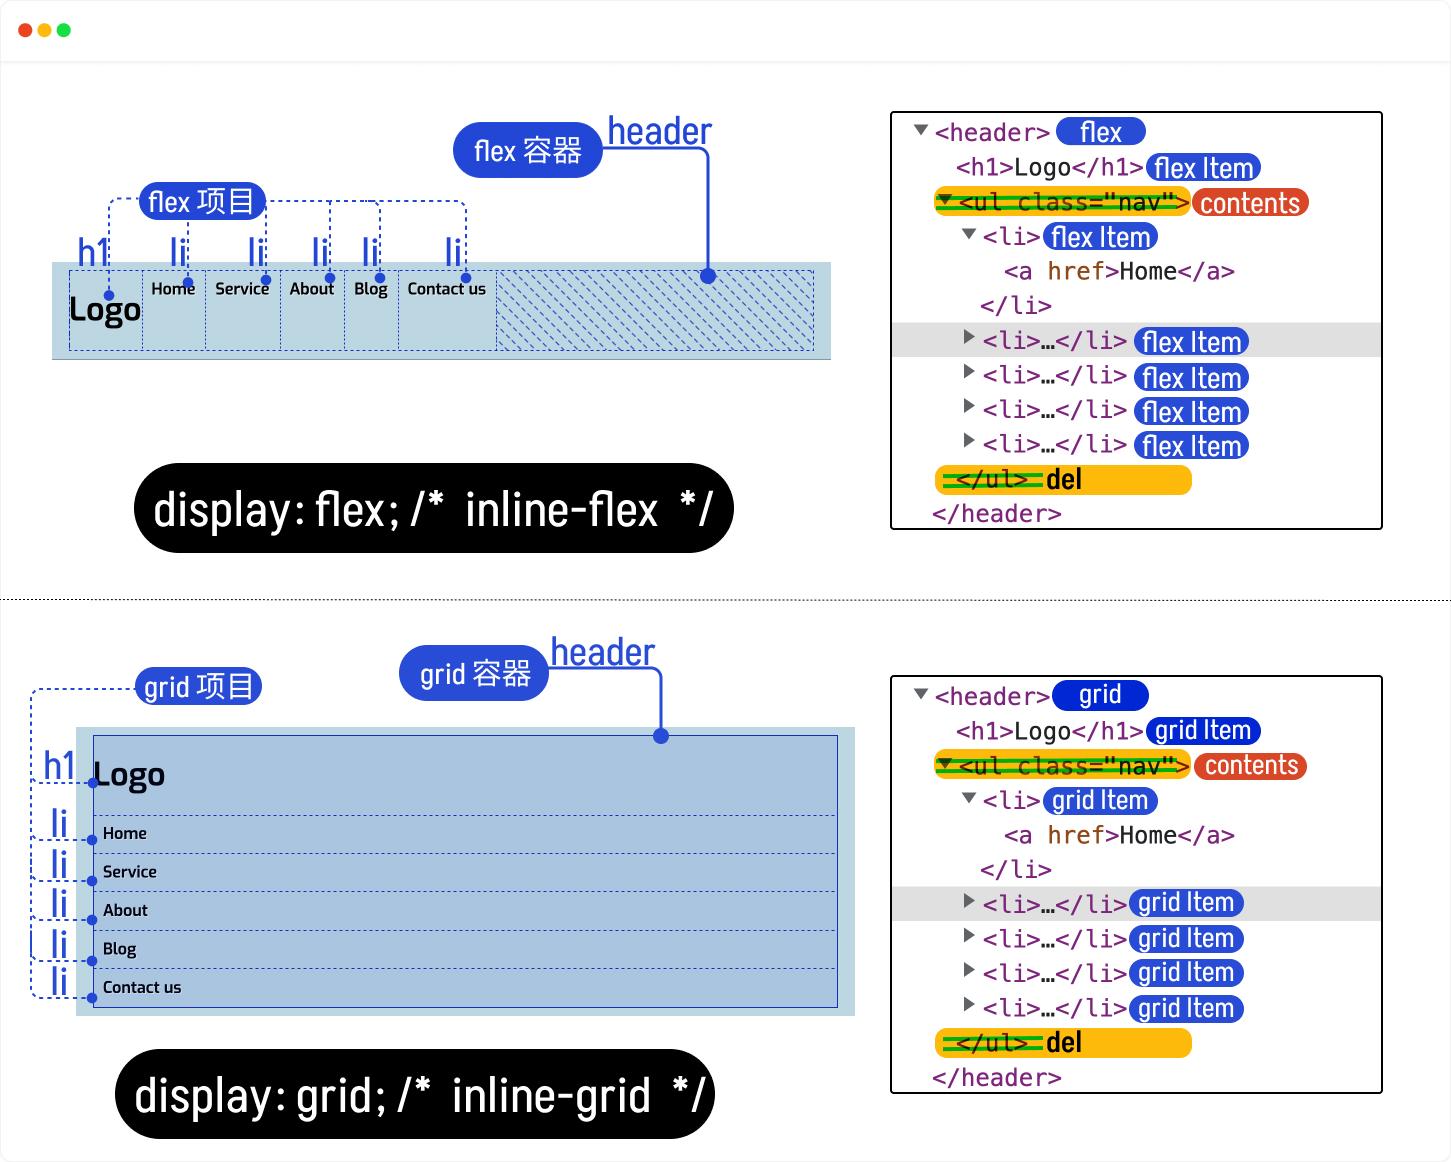 flex 容器
header
flex 项目
h1
li
li
li
li
li
Logo
Home
Service
About
Blog
Contact us
display: flex; /* inline-flex */
<header> flex
<h1>Logo</h1> flex Item
<ul class="nav"> contents
<li> flex Item
<a href>Home</a>
</li>
<li>…</li> flex Item
<li>…</li> flex Item
<li>…</li> flex Item
<li>…</li> flex Item
</ul> del
</header>
grid 项目
grid 容器
header
h1
Logo
li
Home
li
Service
li
About
li
Blog
li
Contact us
display: grid; /* inline-grid */
<header> grid
<h1>Logo</h1> grid Item
<ul class="nav"> contents
<li> grid Item
<a href>Home</a>
</li>
<li>…</li> grid Item
<li>…</li> grid Item
<li>…</li> grid Item
<li>…</li> grid Item
</ul> del
</header>